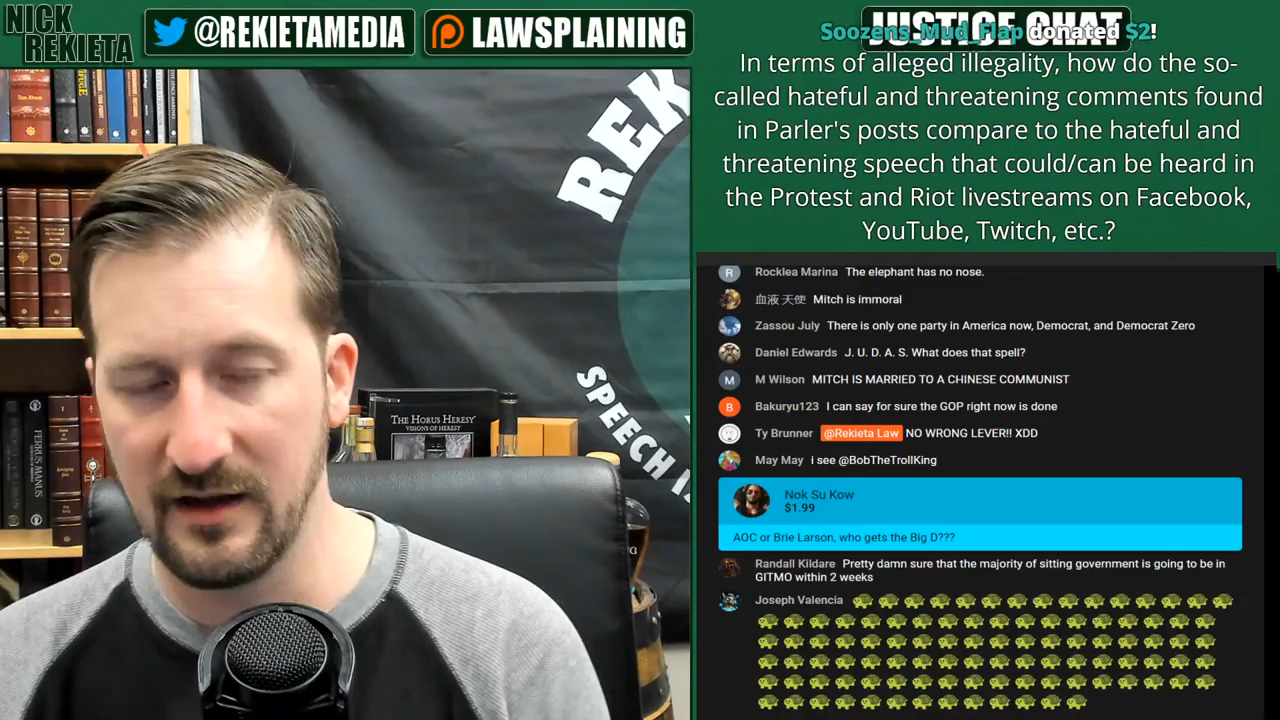 NICK
REKIETA
@REKIETAMEDIA
LAWSPLAINING
JUSTICE CHAT
Soozens_Mud_Flap donated $2!
In terms of alleged illegality, how do the so-
called hateful and threatening comments found
in Parler's posts compare to the hateful and
threatening speech that could/can be heard in
the Protest and Riot livestreams on Facebook,
YouTube, Twitch, etc.?
REK
SPEECH I
THE HORUS HERESY
VISIONS OF HERESY
FERRUS MANUS
R Rocklea Marina The elephant has no nose.
血液 天使 Mitch is immoral
Zassou July There is only one party in America now, Democrat, and Democrat Zero
Daniel Edwards J. U. D. A. S. What does that spell?
M M Wilson MITCH IS MARRIED TO A CHINESE COMMUNIST
B Bakuryu123 I can say for sure the GOP right now is done
Ty Brunner @Rekieta Law NO WRONG LEVER!! XDD
May May i see @BobTheTrollKing
Nok Su Kow
$1.99
AOC or Brie Larson, who gets the Big D???
Randall Kildare Pretty damn sure that the majority of sitting government is going to be in
GITMO within 2 weeks
Joseph Valencia